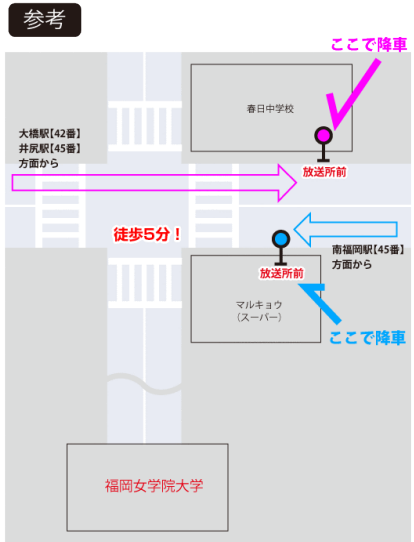 参考
ここで降車
春日中学校
大橋駅【42番】
井尻駅【45番】
方面から
放送所前
徒歩5分！
南福岡駅【45番】
方面から
放送所前
マルキョウ
（スーパー）
ここで降車
福岡女学院大学